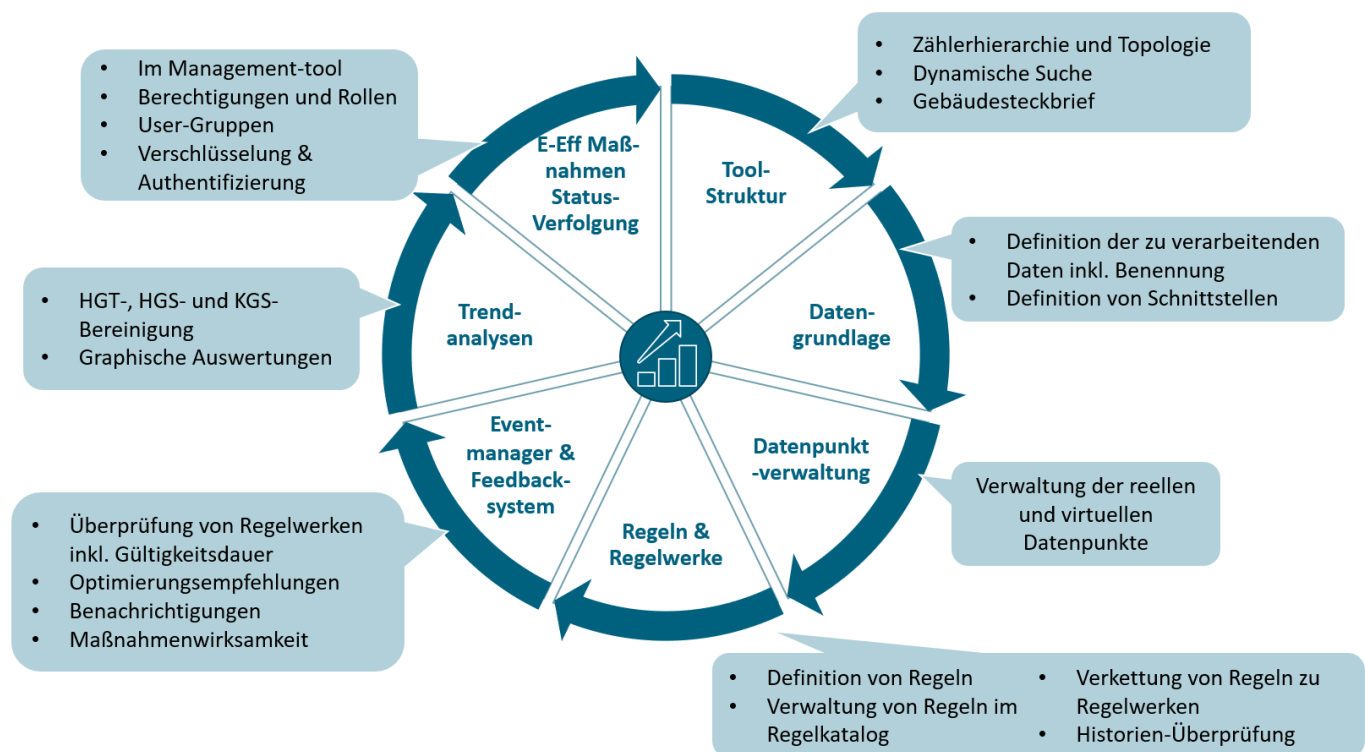 • Im Management-tool
• Berechtigungen und Rollen
• User-Gruppen
• Verschlüsselung &
Authentifizierung
• Zählerhierarchie und Topologie
• Dynamische Suche
• Gebäudesteckbrief
E-Eff Maß-
nahmen
Status-
Verfolgung
Tool-
Struktur
• Definition der zu verarbeitenden
Daten inkl. Benennung
• Definition von Schnittstellen
• HGT-, HGS- und KGS-
Bereinigung
• Graphische Auswertungen
Trend-
analysen
Daten-
grundlage
Event-
manager &
Feedback-
system
Datenpunkt
-verwaltung
Regeln &
Regelwerke
Verwaltung der reellen
und virtuellen
Datenpunkte
• Überprüfung von Regelwerken
inkl. Gültigkeitsdauer
• Optimierungsempfehlungen
• Benachrichtigungen
• Maßnahmenwirksamkeit
• Definition von Regeln
• Verwaltung von Regeln im
Regelkatalog
• Verkettung von Regeln zu
Regelwerken
• Historien-Überprüfung